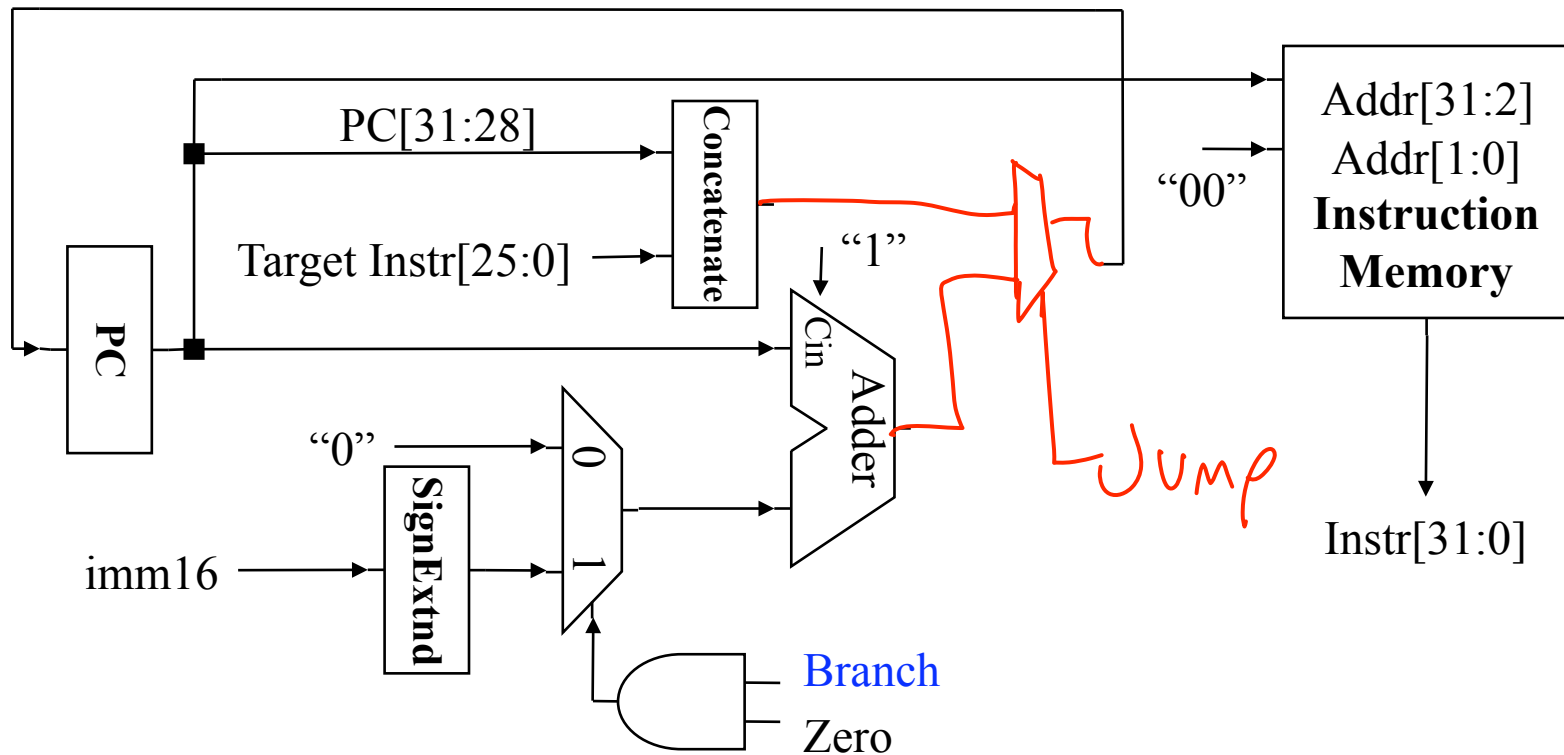 PC[31:28]
Concatenate
Addr[31:2]
Addr[1:0]
Instruction
Memory
“00”
Target Instr[25:0]
“1”
PC
Cin
Adder
“0”
0
1
SignExtnd
imm16
Jump
Instr[31:0]
Branch
Zero